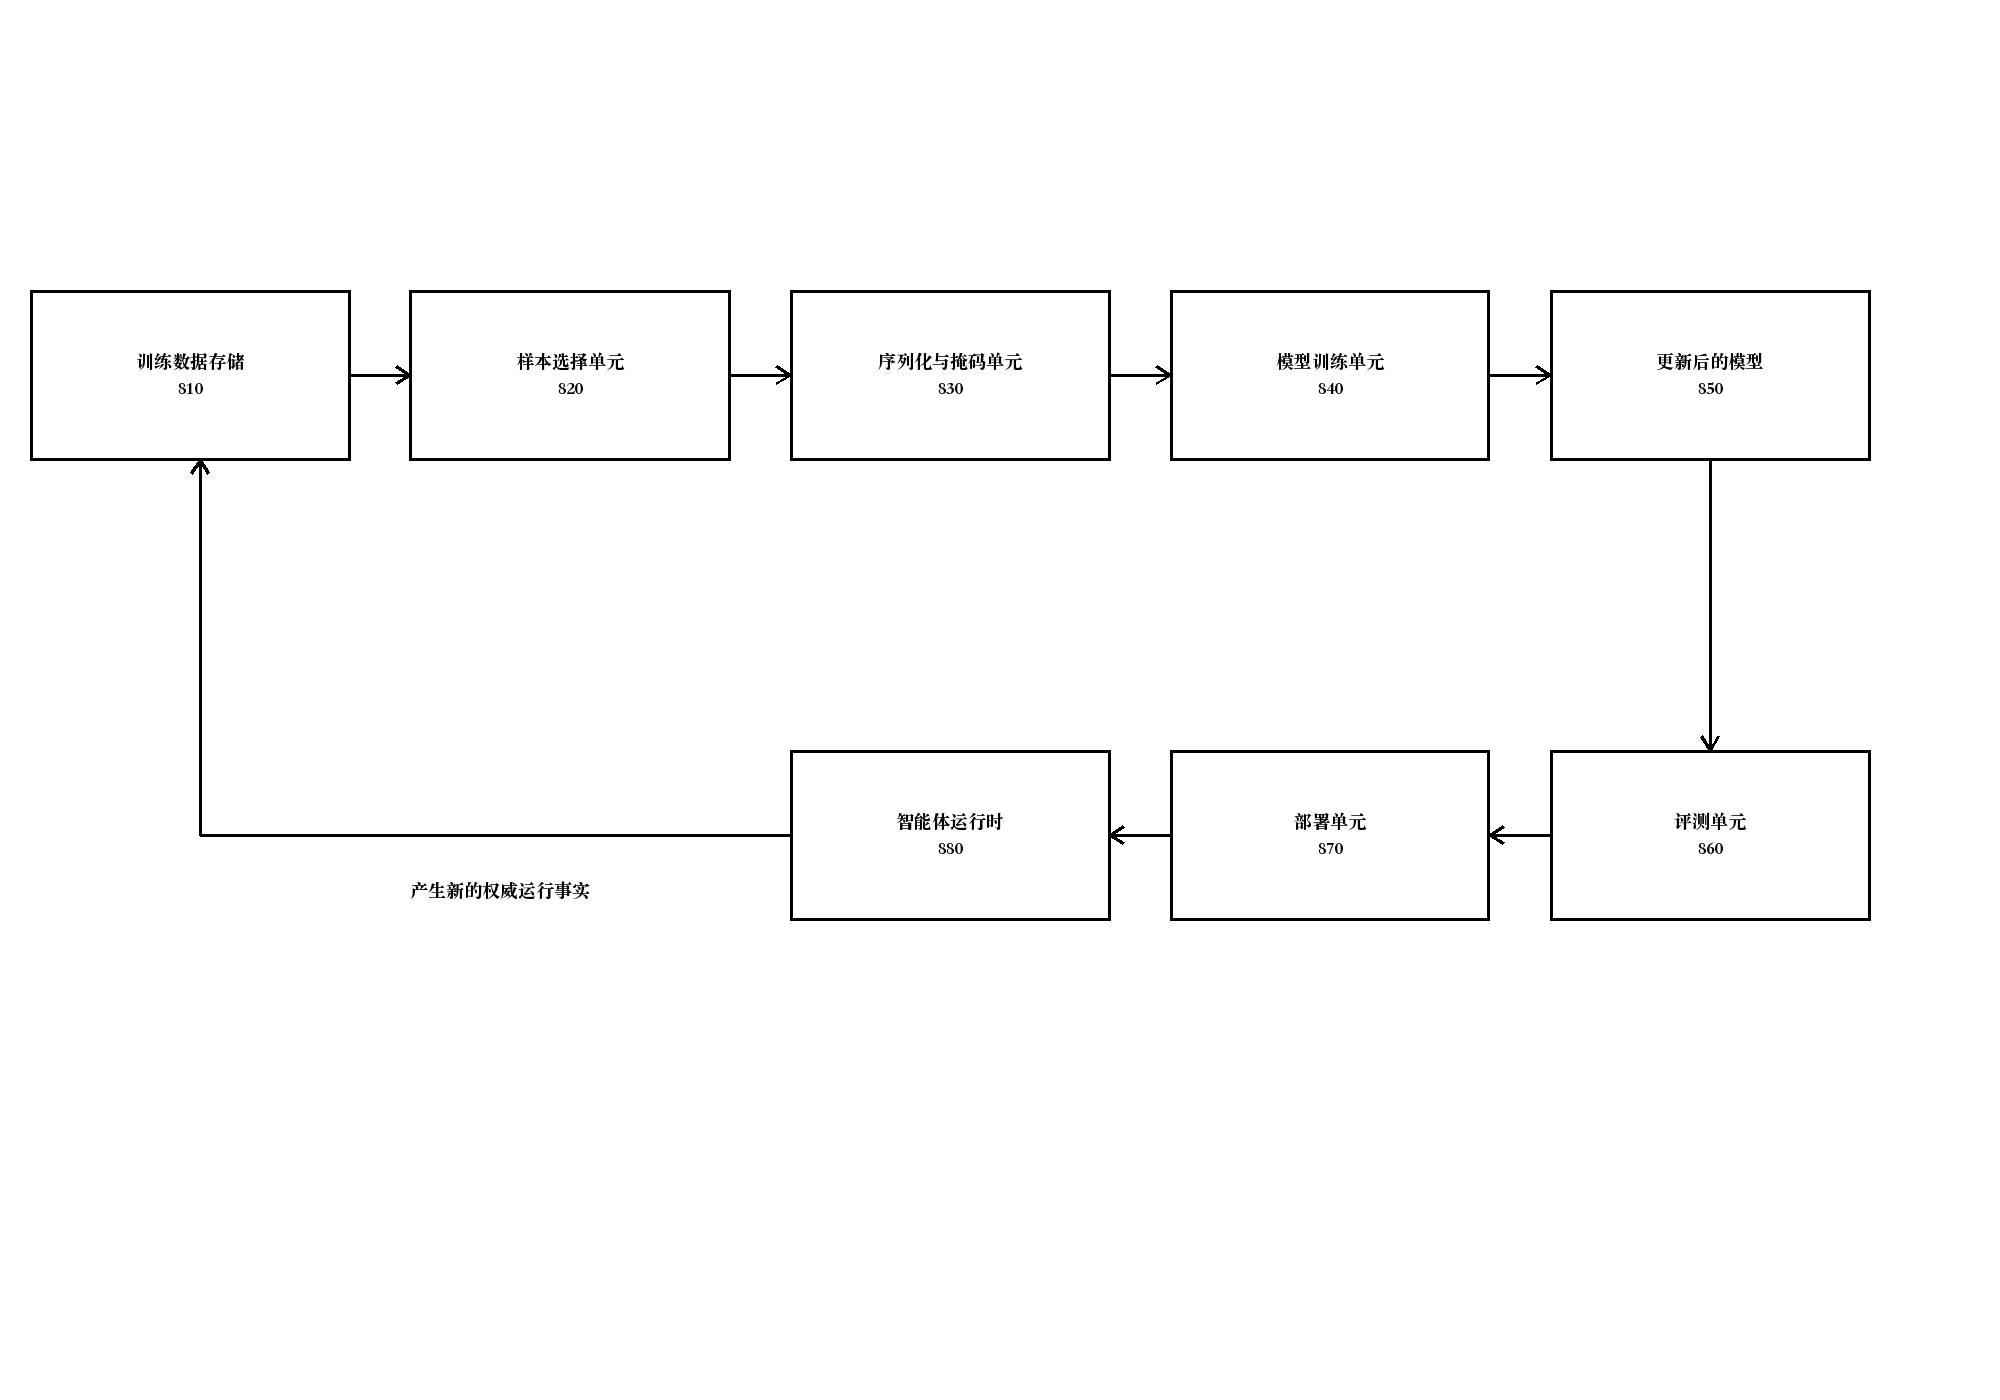 训练数据存储
810
样本选择单元
820
序列化与掩码单元
830
模型训练单元
840
更新后的模型
850
智能体运行时
880
部署单元
870
评测单元
860
产生新的权威运行事实